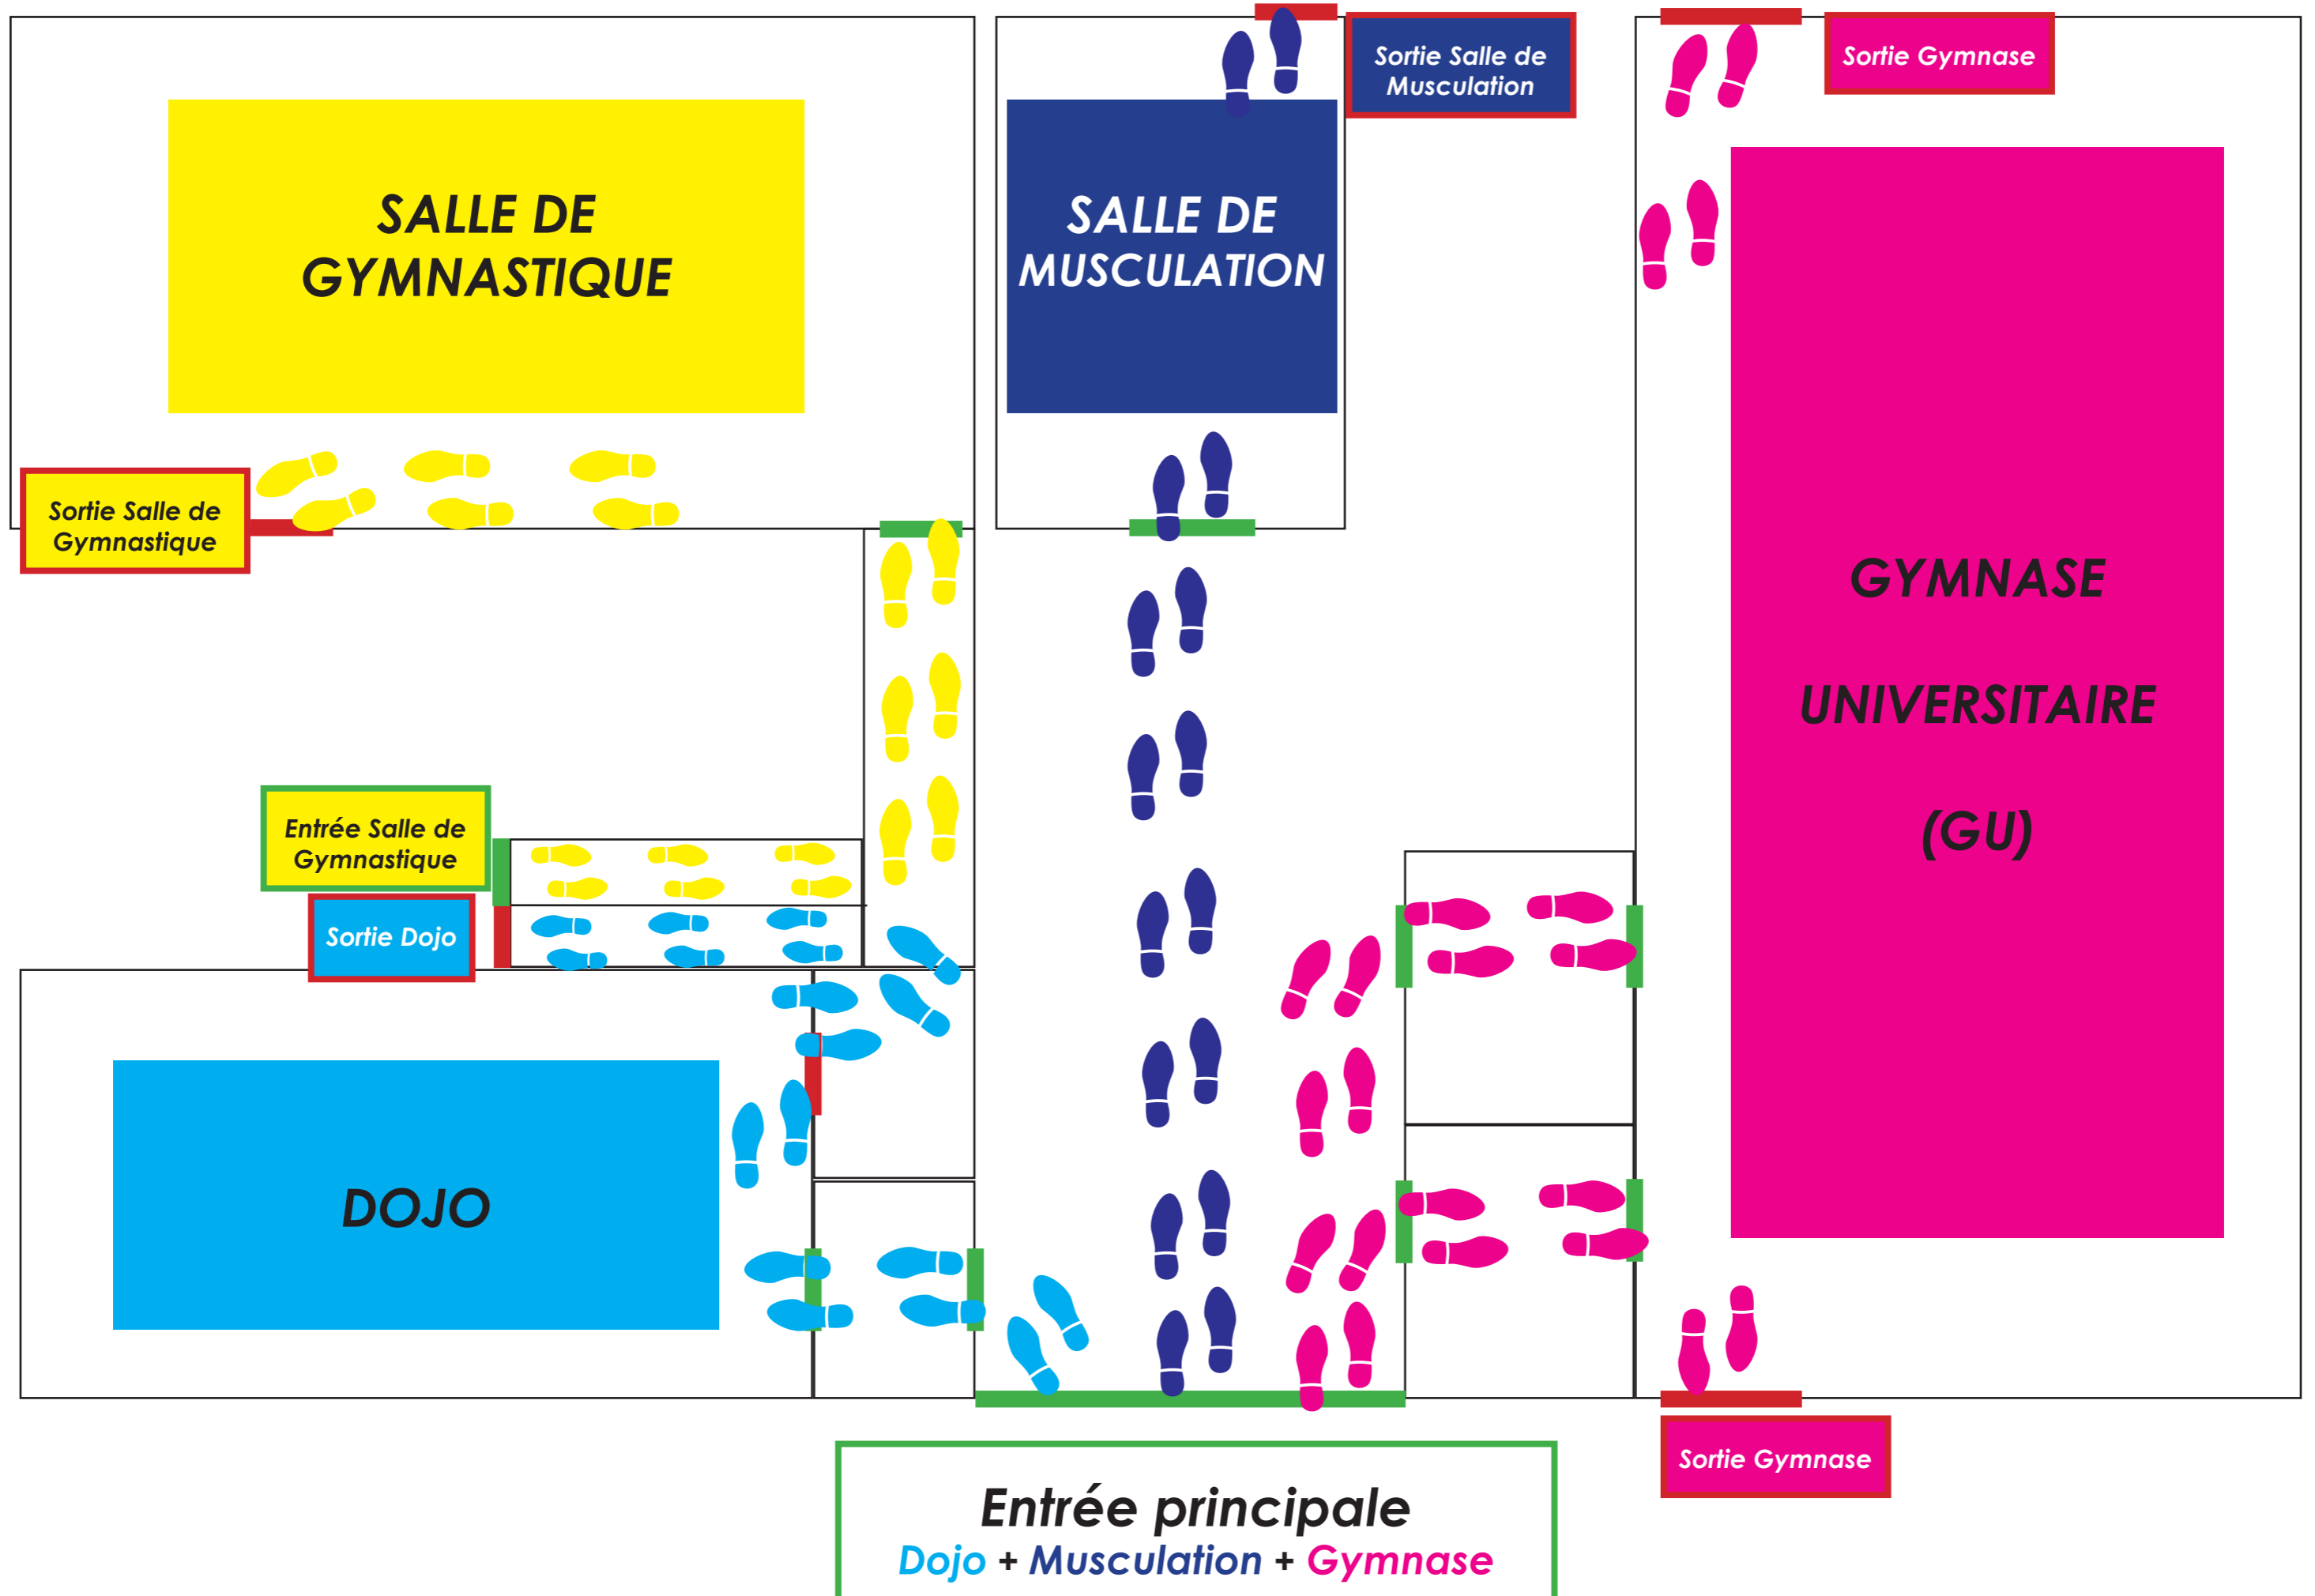 Sortie Salle de
Musculation
Sortie Gymnase
SALLE DE
GYMNASTIQUE
SALLE DE
MUSCULATION
Sortie Salle de
Gymnastique
GYMNASE
UNIVERSITAIRE
(GU)
Entrée Salle de
Gymnastique
Sortie Dojo
DOJO
Sortie Gymnase
Entrée principale
Dojo + Musculation + Gymnase